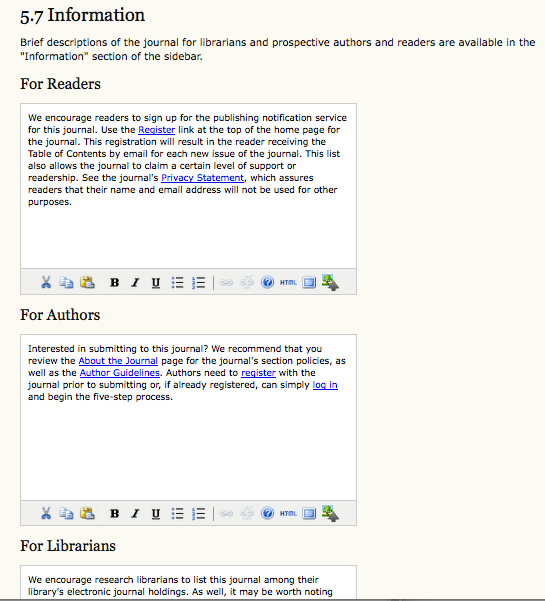 5.7 Information
Brief descriptions of the journal for librarians and prospective authors and readers are available in the
"Information" section of the sidebar.
For Readers
We encourage readers to sign up for the publishing notification service
for this journal. Use the Register link at the top of the home page for
the journal. This registration will result in the reader receiving the
Table of Contents by email for each new issue of the journal. This list
also allows the journal to claim a certain level of support or
readership. See the journal's Privacy Statement, which assures
readers that their name and email address will not be used for other
purposes.
B I U HTML
For Authors
Interested in submitting to this journal? We recommend that you
review the About the Journal page for the journal's section policies, as
well as the Author Guidelines. Authors need to register with the
journal prior to submitting or, if already registered, can simply log in
and begin the five-step process.
B I U HTML
For Librarians
We encourage research librarians to list this journal among their
library's electronic journal holdings. As well, it may be worth noting